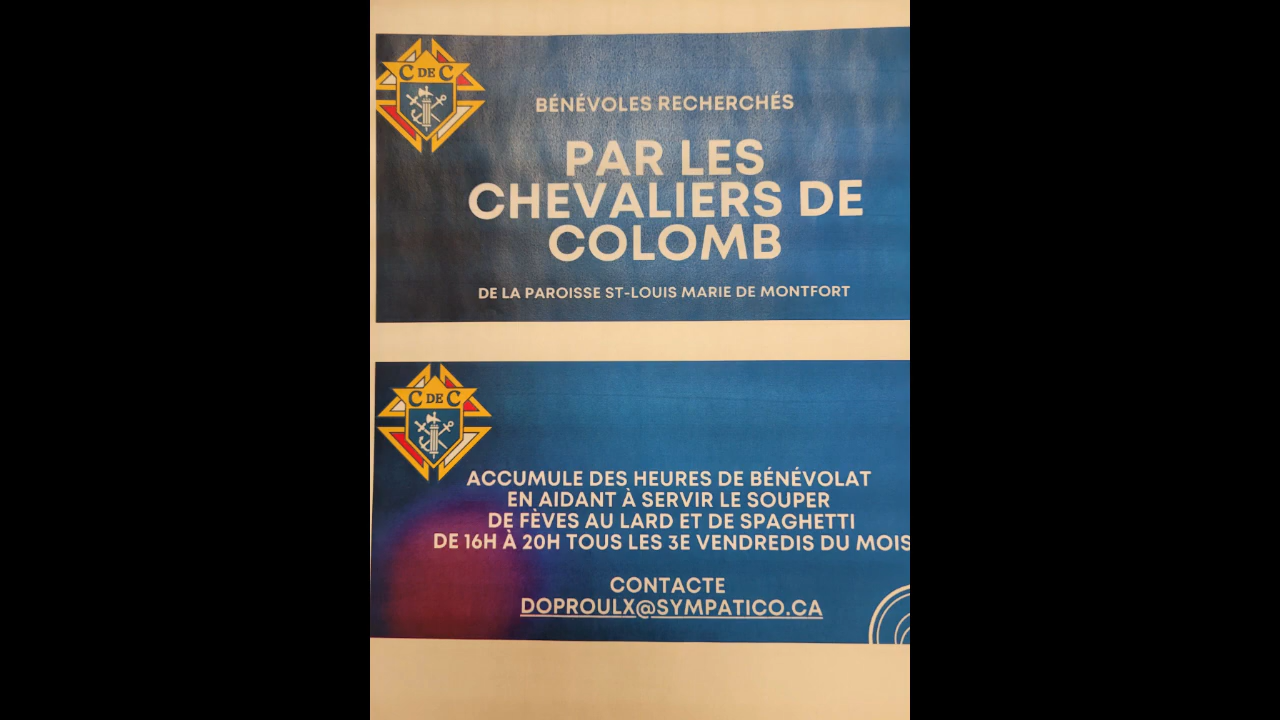 C DE C
BÉNÉVOLES RECHERCHÉS
PAR LES
CHEVALIERS DE
COLOMB
DE LA PAROISSE ST-LOUIS MARIE DE MONTFORT
C DE C
ACCUMULE DES HEURES DE BÉNÉVOLAT
EN AIDANT À SERVIR LE SOUPER
DE FÈVES AU LARD ET DE SPAGHETTI
DE 16H À 20H TOUS LES 3E VENDREDIS DU MOIS
CONTACTE
DOPROULX@SYMPATICO.CA